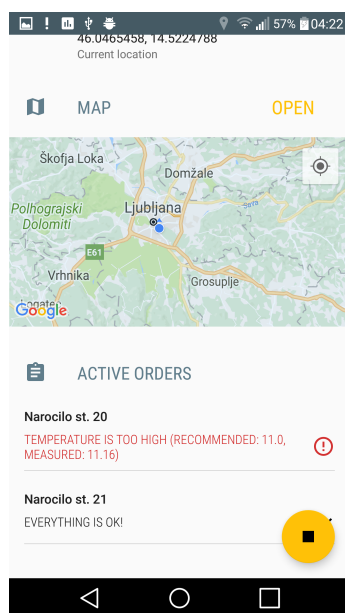 57% 04:22
46.0465458, 14.5224788
Current location
MAP OPEN
Škofja Loka
Domžale
Polhograjski
Dolomiti
Ljubljana
Sava
E61
Vrhnika
Grosuplje
Logatec
Google
ACTIVE ORDERS
Narocilo st. 20
TEMPERATURE IS TOO HIGH (RECOMMENDED: 11.0,
MEASURED: 11.16)
Narocilo st. 21
EVERYTHING IS OK!